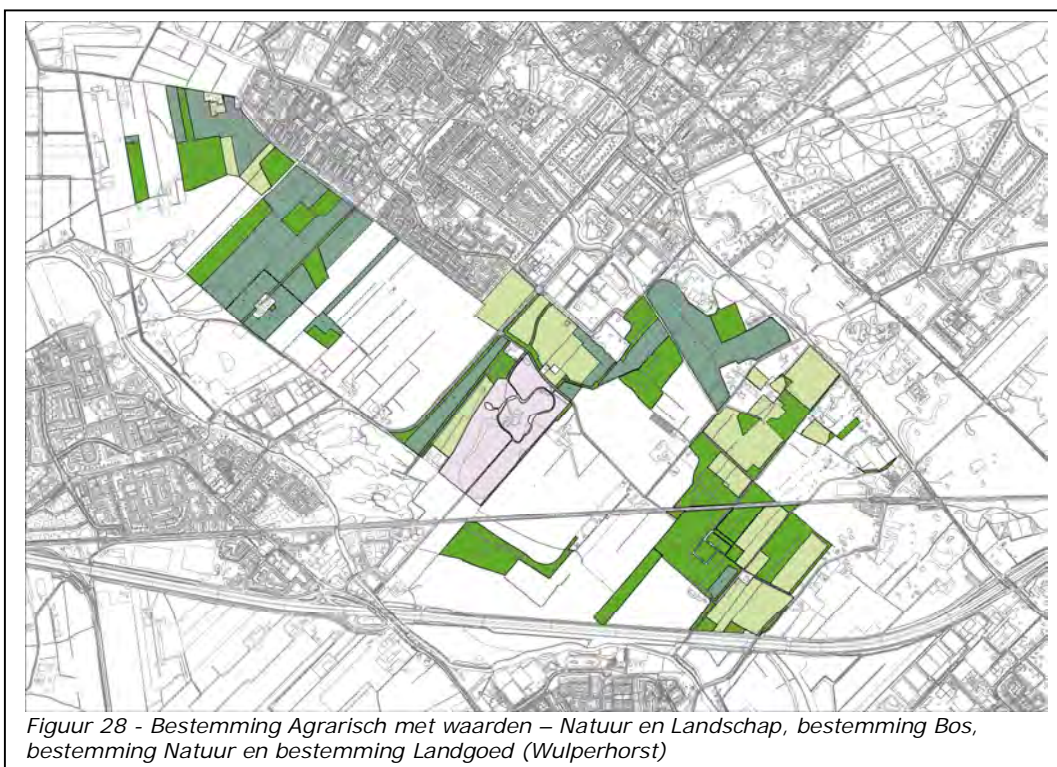 Figuur 28 - Bestemming Agrarisch met waarden – Natuur en Landschap, bestemming Bos,
bestemming Natuur en bestemming Landgoed (Wulperhorst)